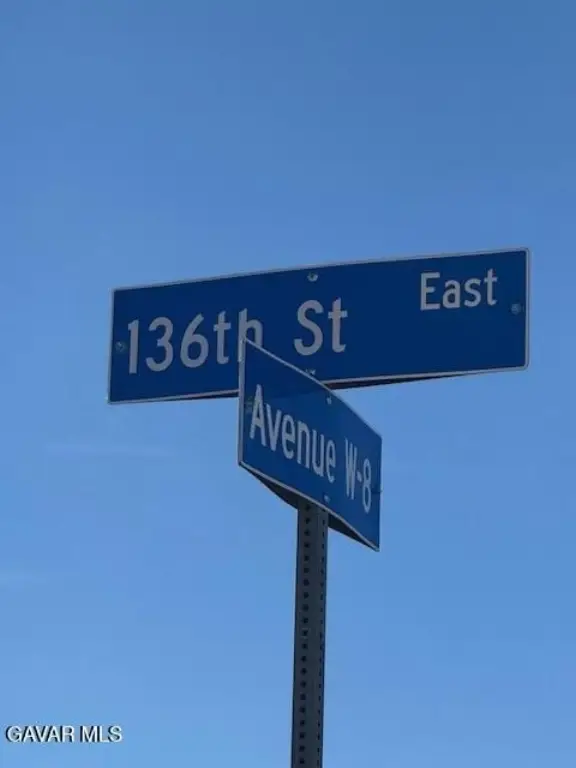 136th St East
Avenue W-8
GAVAR MLS